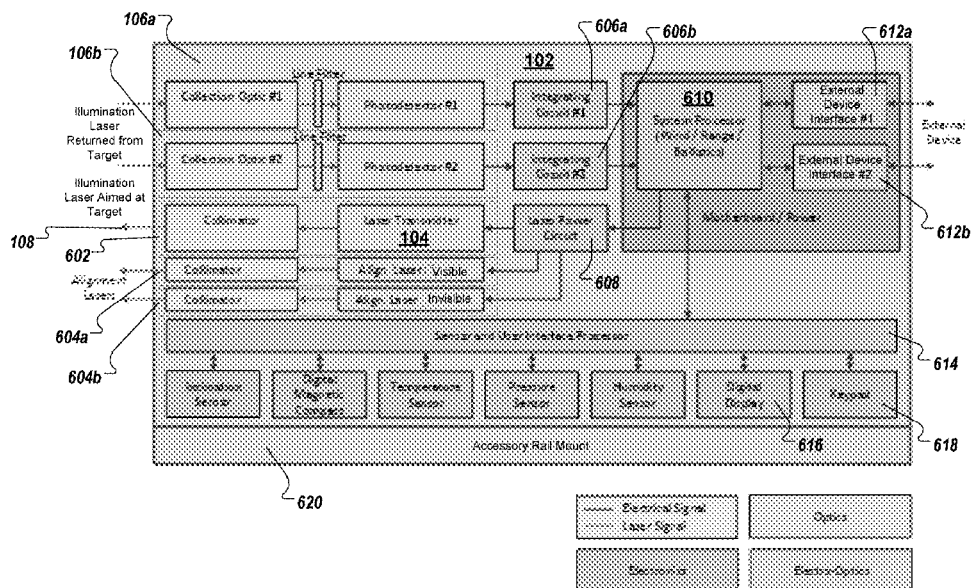 106a
102
606a
606b
612a
106b
Line Filter
Collection Optic #1
Photodetector #1
Integrating
Circuit #1
610
System Processor
(Wind / Range /
Ballistics)
External
Device
Interface #1
Illumination
Laser
Returned from
Target
External
Device
Line Filter
Collection Optic #2
Photodetector #2
Integrating
Circuit #2
External Device
Interface #2
Illumination
Laser Aimed at
Target
Motherboard / Power
108
602
Collimator
Laser Transmitter
104
Laser Power
Circuit
608
612b
Alignment
Lasers
Collimator
Align Laser: Visible
Collimator
Align Laser: Invisible
604a
604b
Sensor and User Interface Processor
614
Inclination
Sensor
Digital
Magnetic
Compass
Temperature
Sensor
Pressure
Sensor
Humidity
Sensor
Digital
Display
Keypad
616
618
Accessory Rail Mount
620
Electrical Signal
Laser Signal
Optics
Electronics
Electro-Optics